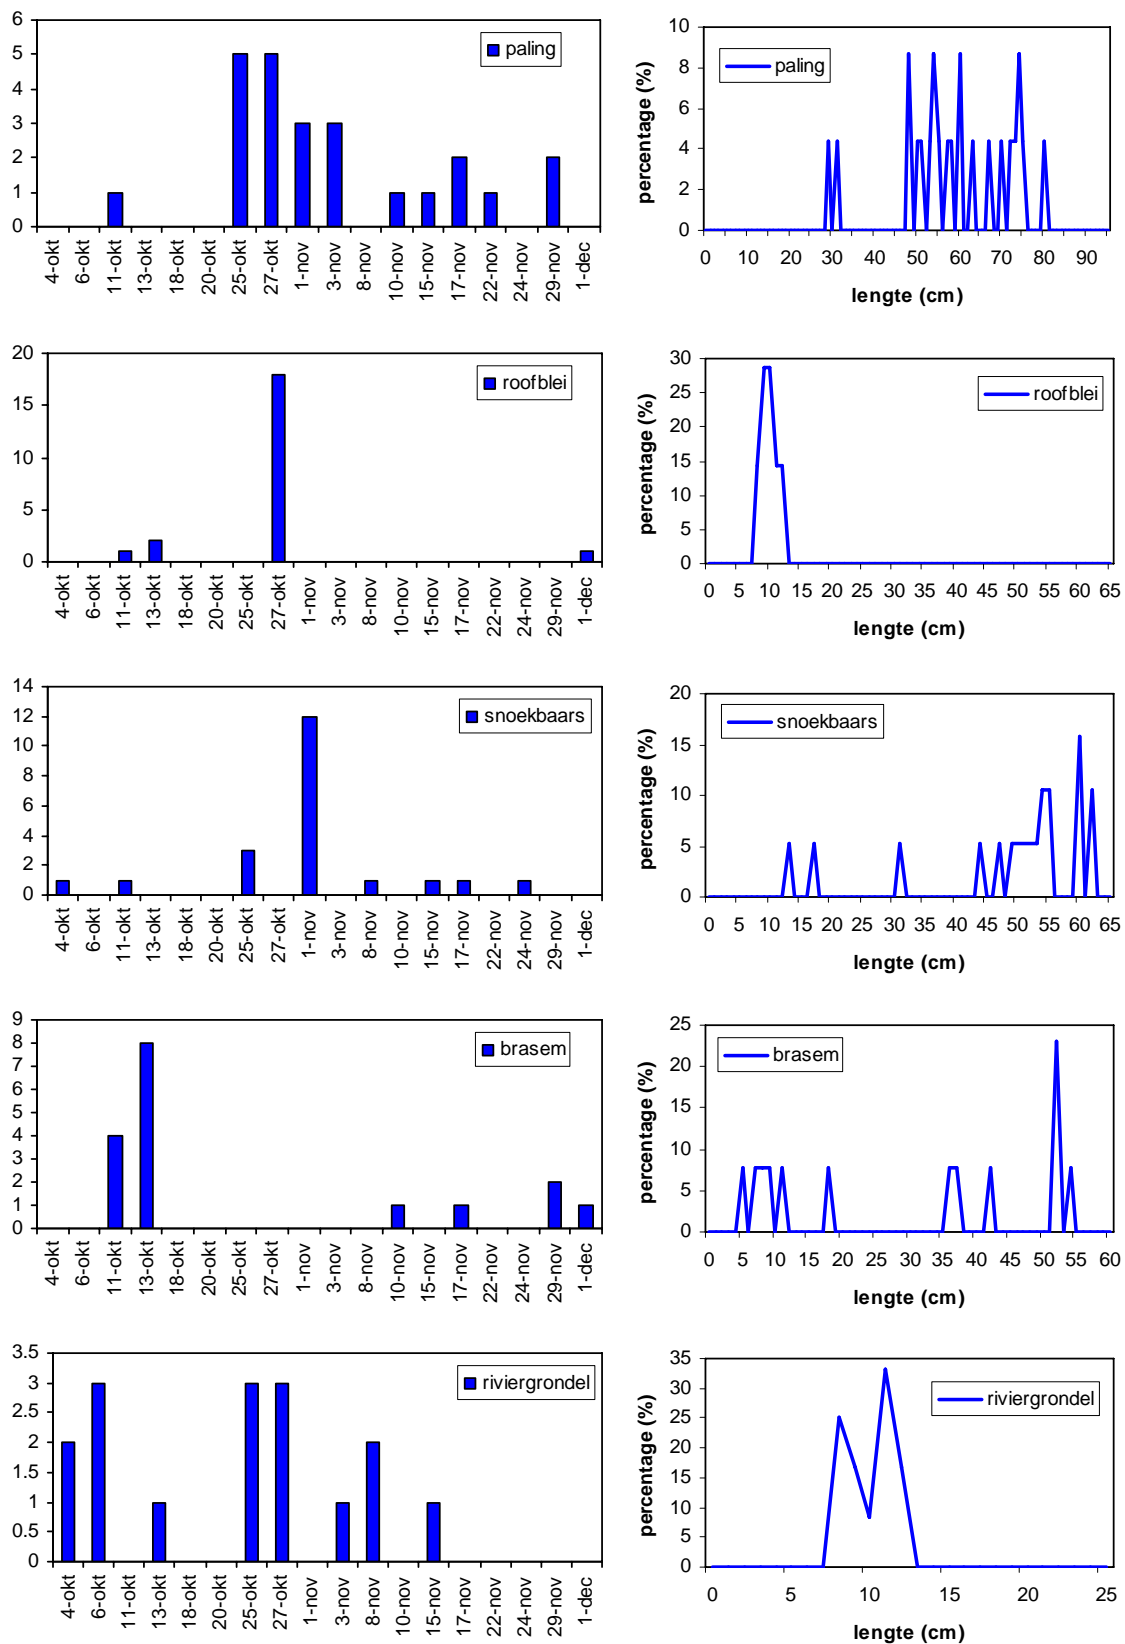 6
5
4
3
2
1
0
paling
4-okt
6-okt
11-okt
13-okt
18-okt
20-okt
25-okt
27-okt
1-nov
3-nov
8-nov
10-nov
15-nov
17-nov
22-nov
24-nov
29-nov
1-dec
percentage (%)
10
8
6
4
2
0
paling
0 10 20 30 40 50 60 70 80 90
lengte (cm)
20
15
10
5
0
roofblei
4-okt
6-okt
11-okt
13-okt
18-okt
20-okt
25-okt
27-okt
1-nov
3-nov
8-nov
10-nov
15-nov
17-nov
22-nov
24-nov
29-nov
1-dec
percentage (%)
30
25
20
15
10
5
0
roofblei
0 5 10 15 20 25 30 35 40 45 50 55 60 65
lengte (cm)
14
12
10
8
6
4
2
0
snoekbaars
4-okt
6-okt
11-okt
13-okt
18-okt
20-okt
25-okt
27-okt
1-nov
3-nov
8-nov
10-nov
15-nov
17-nov
22-nov
24-nov
29-nov
1-dec
percentage (%)
20
15
10
5
0
snoekbaars
0 5 10 15 20 25 30 35 40 45 50 55 60 65
lengte (cm)
9
8
7
6
5
4
3
2
1
0
brasem
4-okt
6-okt
11-okt
13-okt
18-okt
20-okt
25-okt
27-okt
1-nov
3-nov
8-nov
10-nov
15-nov
17-nov
22-nov
24-nov
29-nov
1-dec
percentage (%)
25
20
15
10
5
0
brasem
0 5 10 15 20 25 30 35 40 45 50 55 60
lengte (cm)
3.5
3
2.5
2
1.5
1
0.5
0
riviergrondel
4-okt
6-okt
11-okt
13-okt
18-okt
20-okt
25-okt
27-okt
1-nov
3-nov
8-nov
10-nov
15-nov
17-nov
22-nov
24-nov
29-nov
1-dec
percentage (%)
35
30
25
20
15
10
5
0
riviergrondel
0 5 10 15 20 25
lengte (cm)